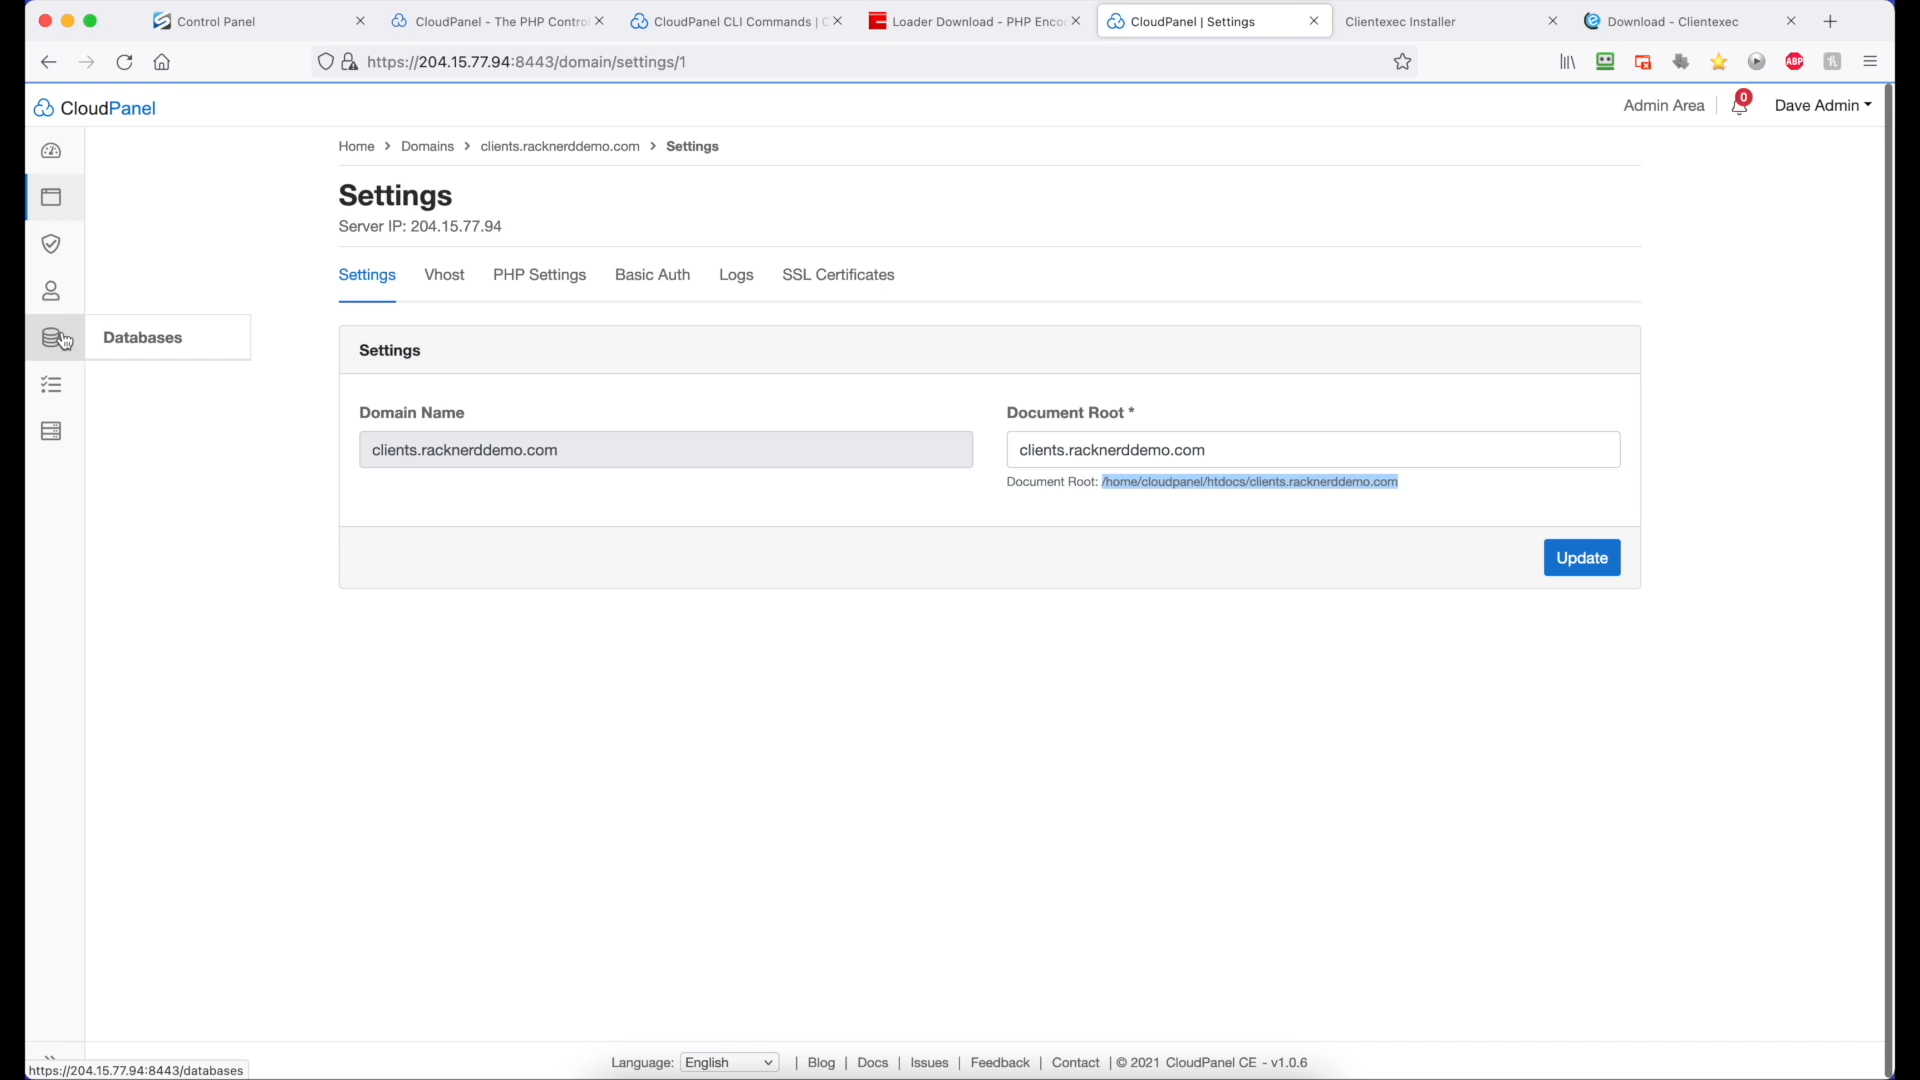 Control Panel
CloudPanel - The PHP Contro
CloudPanel CLI Commands | C
Loader Download - PHP Enco
CloudPanel | Settings
Clientexec Installer
Download - Clientexec
https://204.15.77.94:8443/domain/settings/1
ABP
CloudPanel
Admin Area
0
Dave Admin
Home > Domains > clients.racknerddemo.com > Settings
Settings
Server IP: 204.15.77.94
Settings Vhost PHP Settings Basic Auth Logs SSL Certificates
Databases
Settings
Domain Name
Document Root *
clients.racknerddemo.com
clients.racknerddemo.com
Document Root: /home/cloudpanel/htdocs/clients.racknerddemo.com
Update
Language: English | Blog | Docs | Issues | Feedback | Contact | © 2021 CloudPanel CE - v1.0.6
https://204.15.77.94:8443/databases